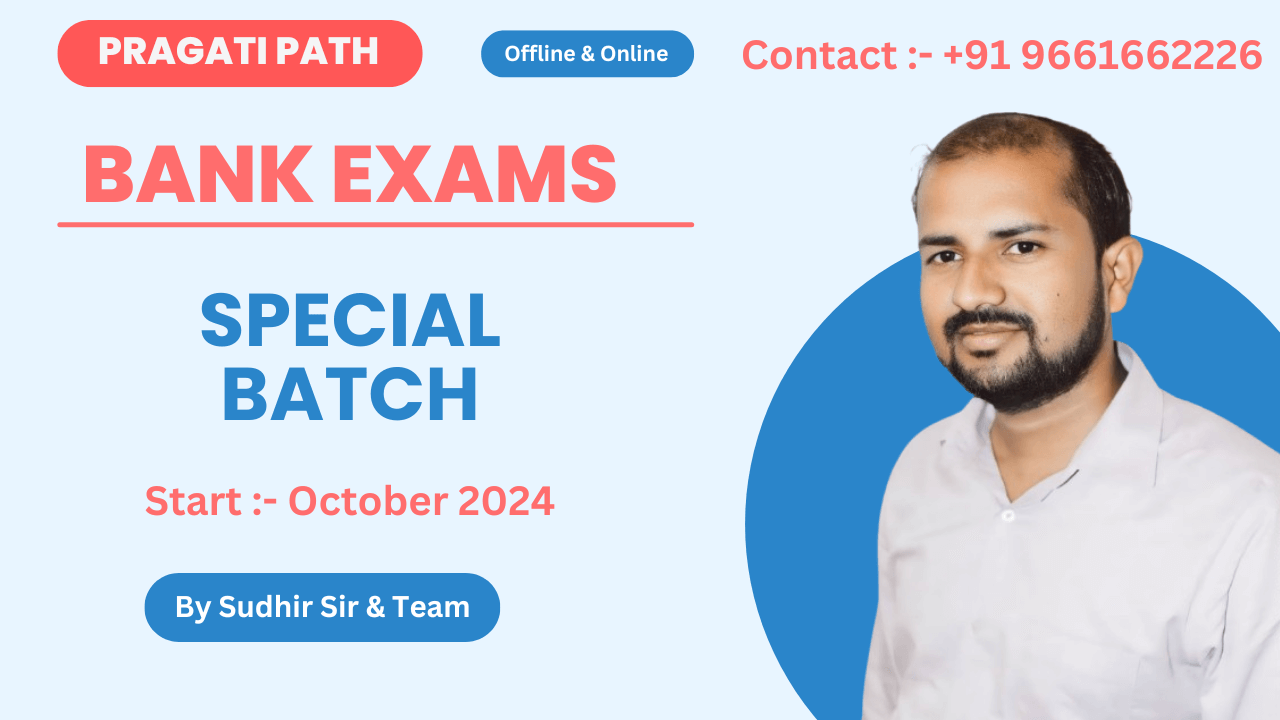 PRAGATI PATH
Offline & Online
Contact :- +91 9661662226
BANK EXAMS
SPECIAL
BATCH
Start :- October 2024
By Sudhir Sir & Team